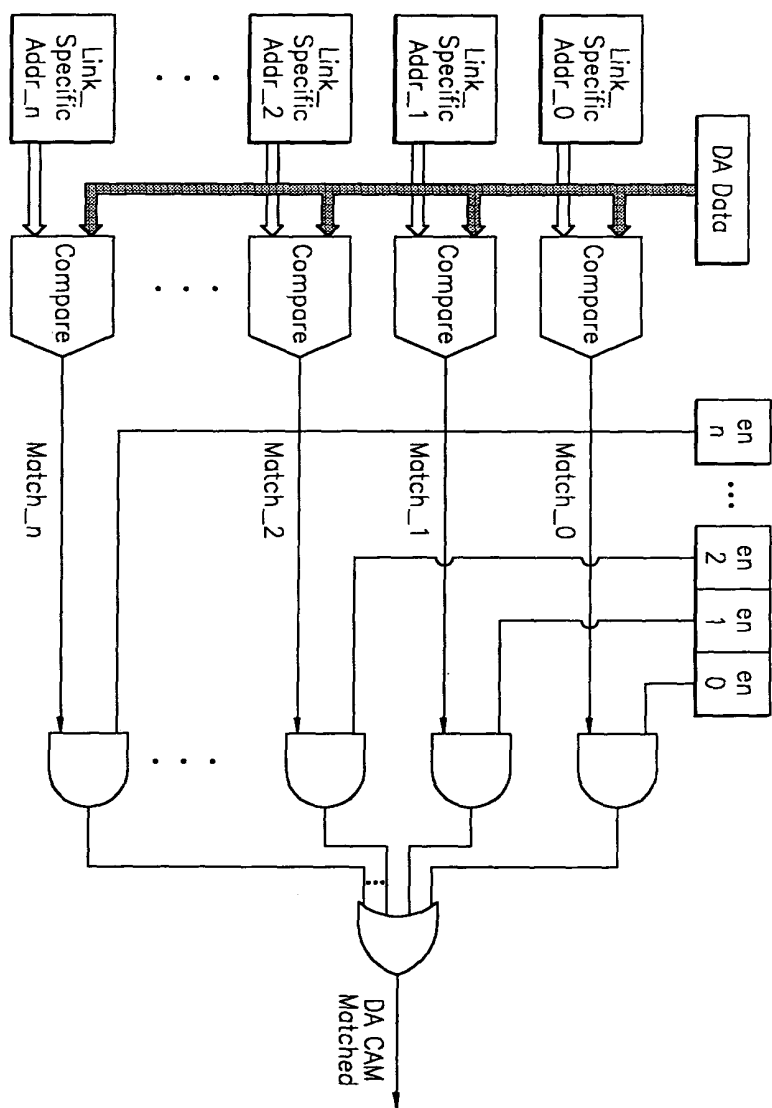 DA Data
en
n
...
en
2
en
1
en
0
Link_
Specific
Addr_0
Compare
Match_0
Link_
Specific
Addr_1
Compare
Match_1
Link_
Specific
Addr_2
Compare
Match_2
. . .
. . .
. . .
...
Link_
Specific
Addr_n
Compare
Match_n
DA CAM
Matched